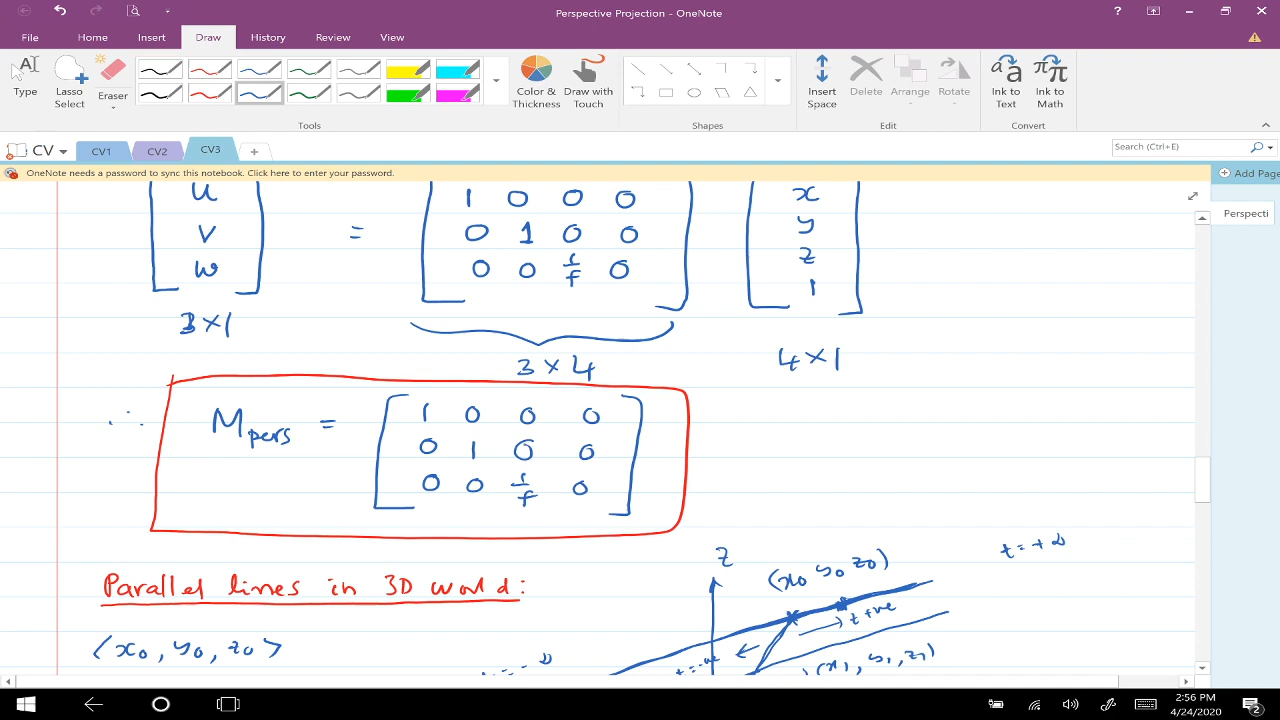 Perspective Projection - OneNote
?
File Home Insert Draw History Review View
Type
Lasso Select
Eraser
Color & Thickness
Draw with Touch
Insert Space
Delete
Arrange
Rotate
Ink to Text
Ink to Math
Tools
Shapes
Edit
Convert
CV CV1 CV2 CV3 +
Search (Ctrl+E)
OneNote needs a password to sync this notebook. Click here to enter your password.
Add Page
Perspecti
u 1 0 0 0 x
v = 0 1 0 0 y
w 0 0 1/f 0 z
1
3 × 1
3 × 4
4 × 1
∴ Mpers =
1 0 0 0
0 1 0 0
0 0 1/f 0
Parallel lines in 3D world:
(x0, y0, z0)
Z
(x0 y0 z0)
t = + ∞
t +ve
t = -ve
= - ∞
(x1, y1, z1)
2:56 PM
4/24/2020
2